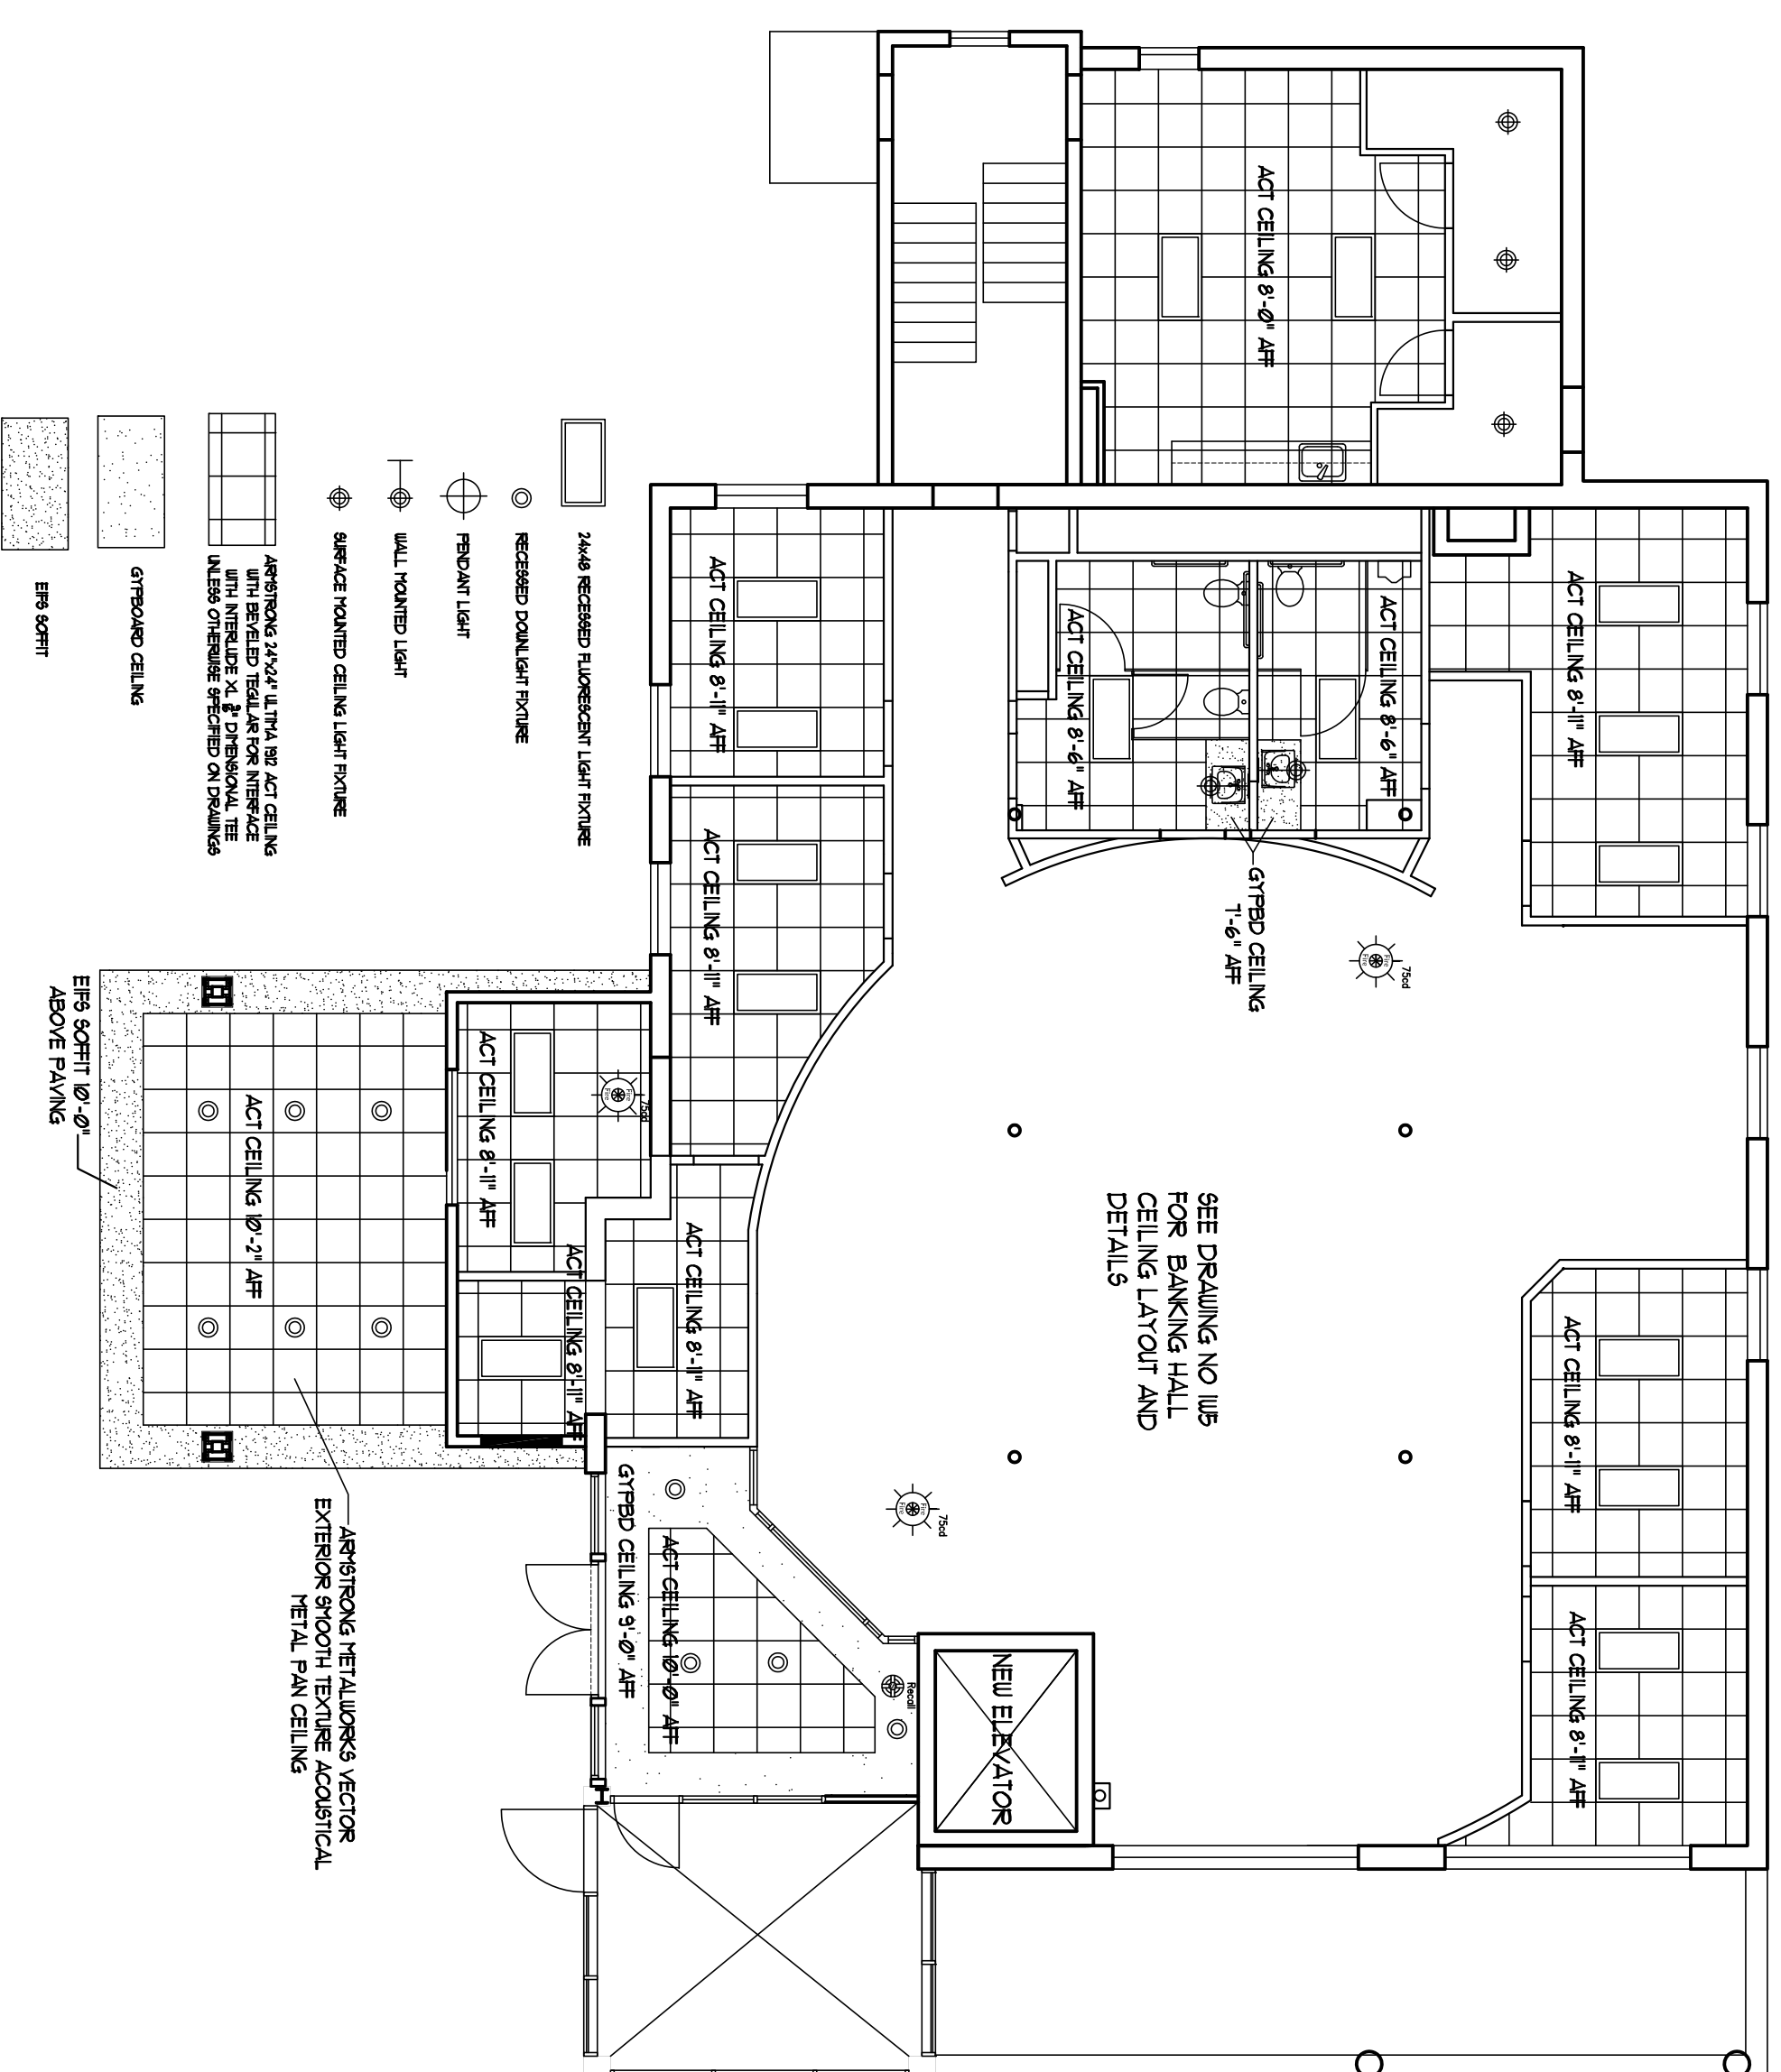 ACT CEILING 8'-0" AFF
ACT CEILING 8'-11" AFF
ACT CEILING 8'-6" AFF
ACT CEILING 8'-6" AFF
GYPBD CEILING
7'-6" AFF
75cd
Fire
Fire
ACT CEILING 8'-11" AFF
ACT CEILING 8'-11" AFF
SEE DRAWING NO 1W5
FOR BANKING HALL
CEILING LAYOUT AND
DETAILS
ACT CEILING 8'-11" AFF
ACT CEILING 8'-11" AFF
75cd
Fire
Fire
NEW ELEVATOR
Recall
ACT CEILING 8'-11" AFF
ACT CEILING 8'-11" AFF
75cd
Fire
Fire
ACT CEILING 8'-11" AFF
ACT CEILING 10'-0" AFF
GYPBD CEILING 9'-0" AFF
ACT CEILING 10'-2" AFF
EIFS SOFFIT 10'-0"
ABOVE PAVING
ARMSTRONG METALWORKS VECTOR
EXTERIOR SMOOTH TEXTURE ACOUSTICAL
METAL PAN CEILING
24x48 RECESSED FLUORESCENT LIGHT FIXTURE
RECESSED DOWNLIGHT FIXTURE
PENDANT LIGHT
WALL MOUNTED LIGHT
SURFACE MOUNTED CEILING LIGHT FIXTURE
ARMSTRONG 24"x24" ULTIMA 1912 ACT CEILING
WITH BEVELED TEGULAR FOR INTERFACE
WITH INTERLUDE XL DIMENSIONAL TEE
UNLESS OTHERWISE SPECIFIED ON DRAWINGS
GYPBOARD CEILING
EIFS SOFFIT